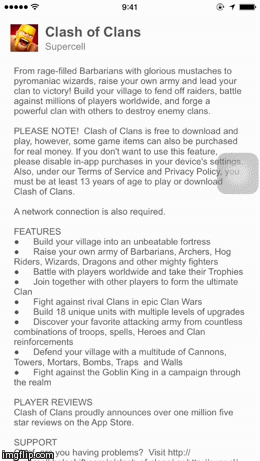 9:41
Clash of Clans
Supercell
From rage-filled Barbarians with glorious mustaches to
pyromaniac wizards, raise your own army and lead your
clan to victory! Build your village to fend off raiders, battle
against millions of players worldwide, and forge a
powerful clan with others to destroy enemy clans.
PLEASE NOTE! Clash of Clans is free to download and
play, however, some game items can also be purchased
for real money. If you don't want to use this feature,
please disable in-app purchases in your device's settings.
Also, under our Terms of Service and Privacy Policy, you
must be at least 13 years of age to play or download
Clash of Clans.
A network connection is also required.
FEATURES
● Build your village into an unbeatable fortress
● Raise your own army of Barbarians, Archers, Hog
Riders, Wizards, Dragons and other mighty fighters
● Battle with players worldwide and take their Trophies
● Join together with other players to form the ultimate
Clan
● Fight against rival Clans in epic Clan Wars
● Build 18 unique units with multiple levels of upgrades
● Discover your favorite attacking army from countless
combinations of troops, spells, Heroes and Clan
reinforcements
● Defend your village with a multitude of Cannons,
Towers, Mortars, Bombs, Traps and Walls
● Fight against the Goblin King in a campaign through
the realm
PLAYER REVIEWS
Clash of Clans proudly announces over one million five
star reviews on the App Store.
SUPPORT
you having problems? Visit http://
imgflip.com